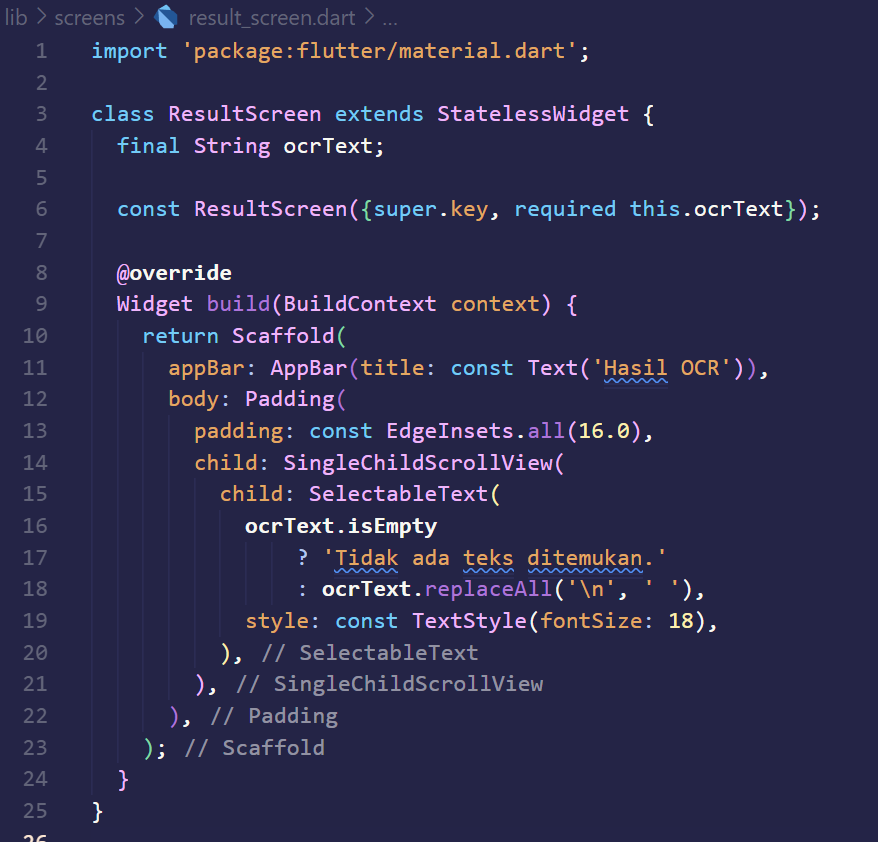 lib > screens > result_screen.dart > ...
1 import 'package:flutter/material.dart';
2
3 class ResultScreen extends StatelessWidget {
4   final String ocrText;
5
6   const ResultScreen({super.key, required this.ocrText});
7
8   @override
9   Widget build(BuildContext context) {
10     return Scaffold(
11       appBar: AppBar(title: const Text('Hasil OCR')),
12       body: Padding(
13         padding: const EdgeInsets.all(16.0),
14         child: SingleChildScrollView(
15           child: SelectableText(
16             ocrText.isEmpty
17                 ? 'Tidak ada teks ditemukan.'
18                 : ocrText.replaceAll('\n', ' '),
19             style: const TextStyle(fontSize: 18),
20           ), // SelectableText
21         ), // SingleChildScrollView
22       ), // Padding
23     ); // Scaffold
24   }
25 }
26